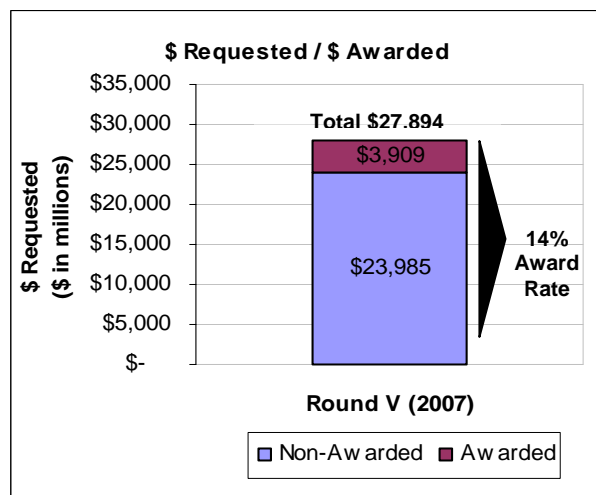 $ Requested / $ Awarded
$35,000
$30,000
$25,000
$20,000
$15,000
$10,000
$5,000
$-
$ Requested
($ in millions)
Total $27,894
$3,909
$23,985
14%
Award
Rate
Round V (2007)
Non-Awarded
Awarded